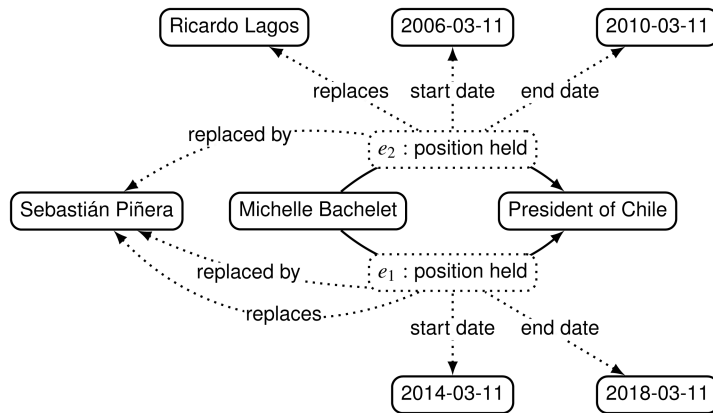 Ricardo Lagos
2006-03-11
2010-03-11
replaces
start date
end date
replaced by
e2 : position held
Sebastián Piñera
Michelle Bachelet
President of Chile
replaced by
e1 : position held
replaces
start date
end date
2014-03-11
2018-03-11